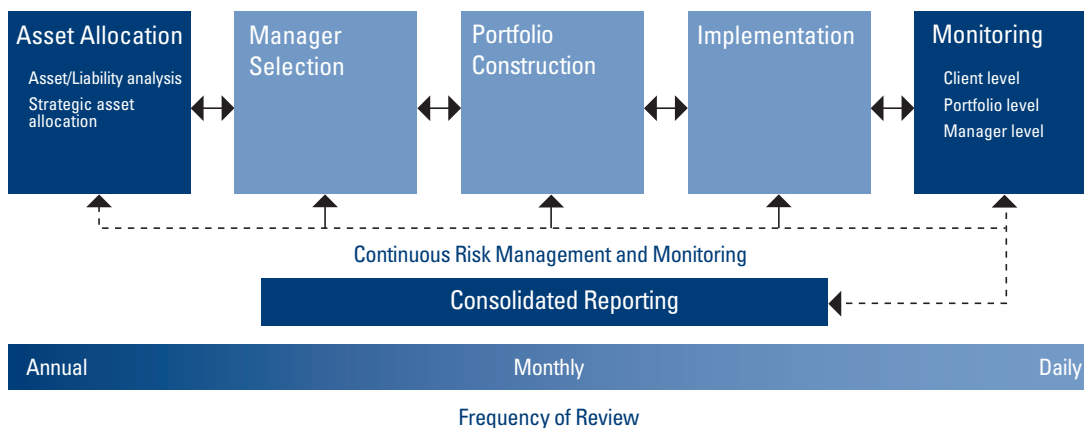 Asset Allocation
Asset/Liability analysis
Strategic asset
allocation
Manager
Selection
Portfolio
Construction
Implementation
Monitoring
Client level
Portfolio level
Manager level
Continuous Risk Management and Monitoring
Consolidated Reporting
Annual
Monthly
Daily
Frequency of Review